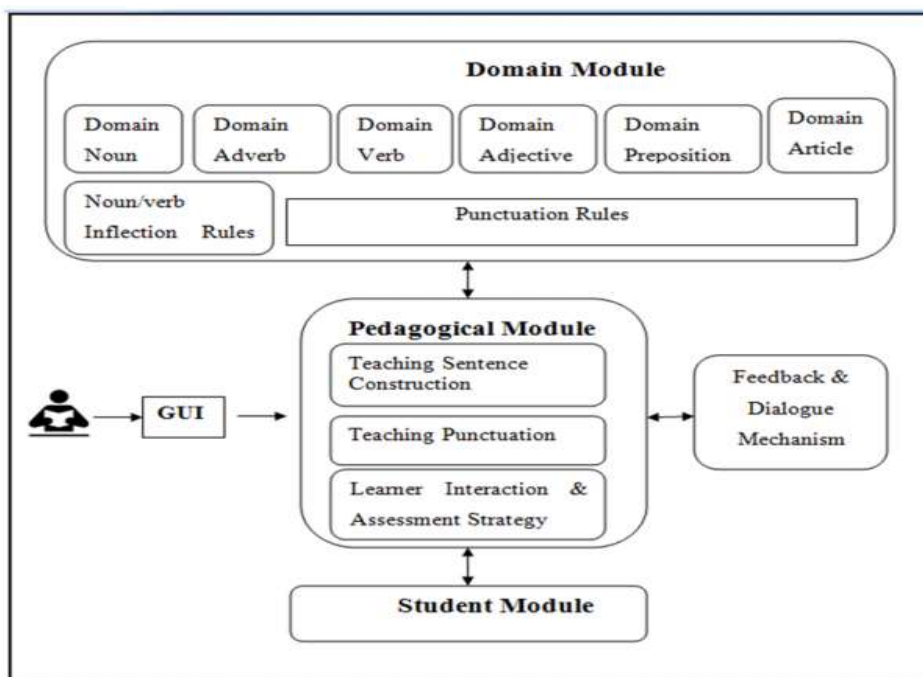 Domain Module
Domain
Noun
Domain
Adverb
Domain
Verb
Domain
Adjective
Domain
Preposition
Domain
Article
Noun/verb
Inflection Rules
Punctuation Rules
Pedagogical Module
Teaching Sentence
Construction
Teaching Punctuation
Learner Interaction &
Assessment Strategy
GUI
Feedback &
Dialogue
Mechanism
Student Module